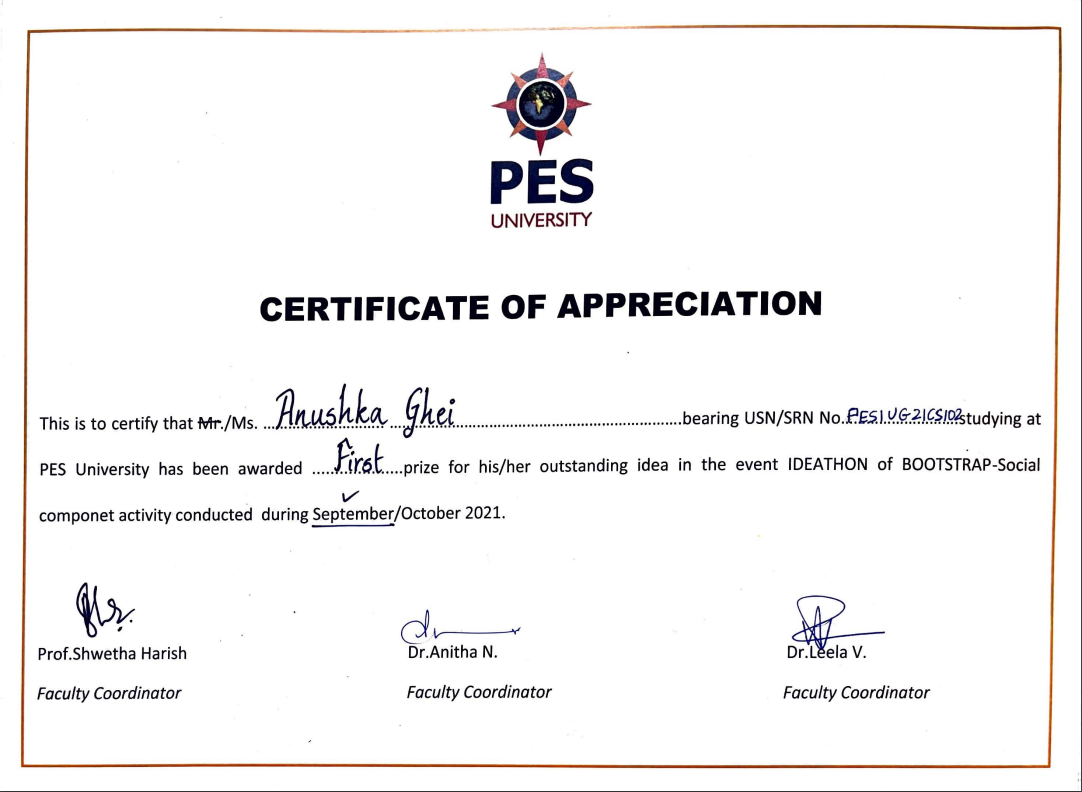 PES
UNIVERSITY
CERTIFICATE OF APPRECIATION
This is to certify that Mr./Ms. Anushka Ghei bearing USN/SRN No. PES1UG21CS102 studying at
PES University has been awarded First prize for his/her outstanding idea in the event IDEATHON of BOOTSTRAP-Social
componet activity conducted during September/October 2021.
Prof.Shwetha Harish Dr.Anitha N. Dr.Leela V.
Faculty Coordinator Faculty Coordinator Faculty Coordinator